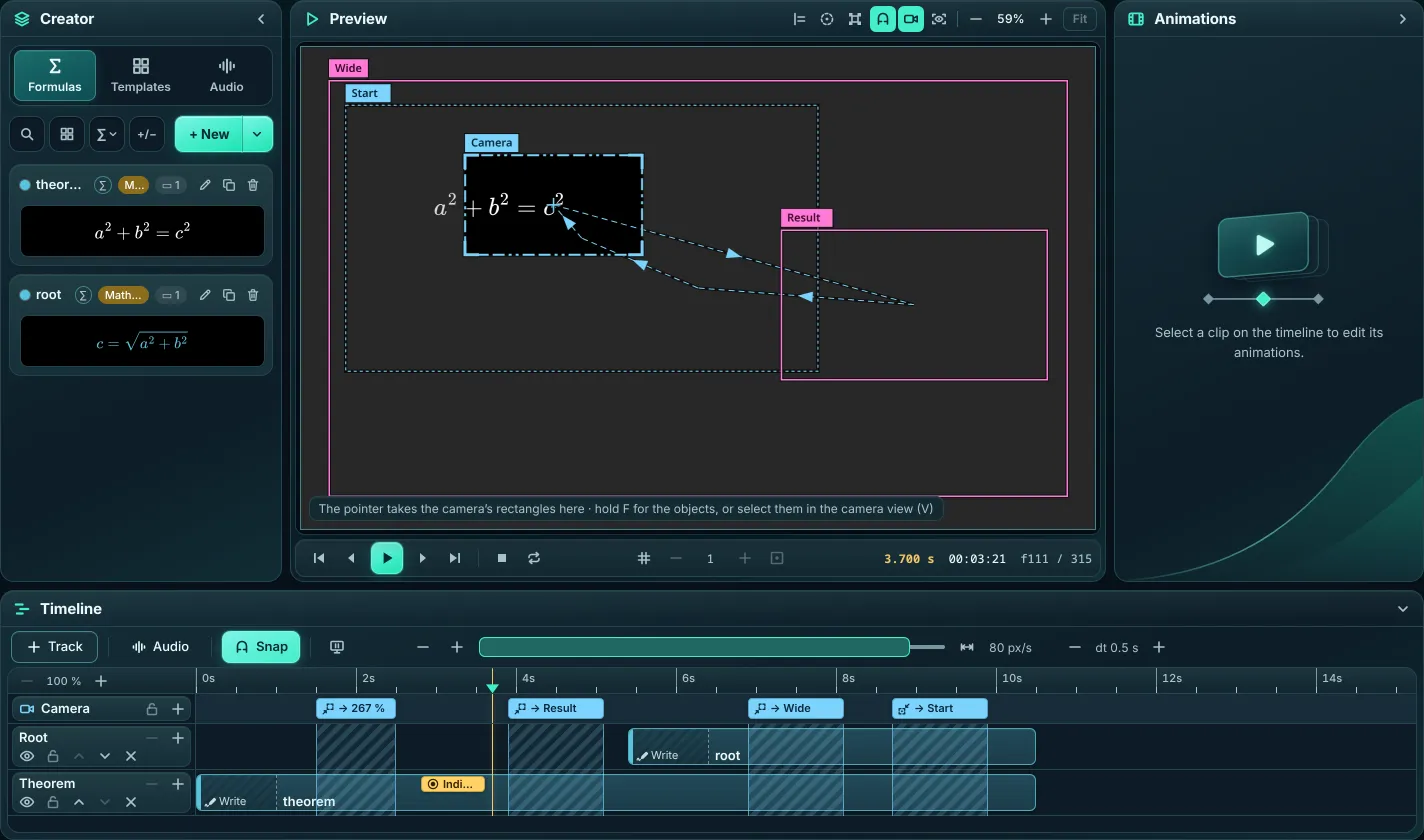 Creator
Formulas
Templates
Audio
Σ
+/−
+ New
theor...
Σ
M...
1
a² + b² = c²
root
Σ
Math...
1
c = √a² + b²
Preview
59%
Fit
Wide
Start
Camera
a² + b² = c²
Result
The pointer takes the camera's rectangles here · hold F for the objects, or select them in the camera view (V)
1
3.700 s
00:03:21
f111 / 315
Animations
Select a clip on the timeline to edit its
animations.
Timeline
+ Track
Audio
Snap
80 px/s
dt 0.5 s
100 %
0s
2s
4s
6s
8s
10s
12s
14s
Camera
→ 267 %
→ Result
→ Wide
→ Start
Root
Write
root
Theorem
Write
theorem
Indi...